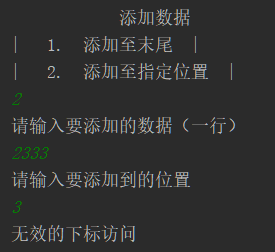 添加数据
|  1.  添加至末尾  |
|  2.  添加至指定位置  |
2
请输入要添加的数据（一行）
2333
请输入要添加到的位置
3
无效的下标访问